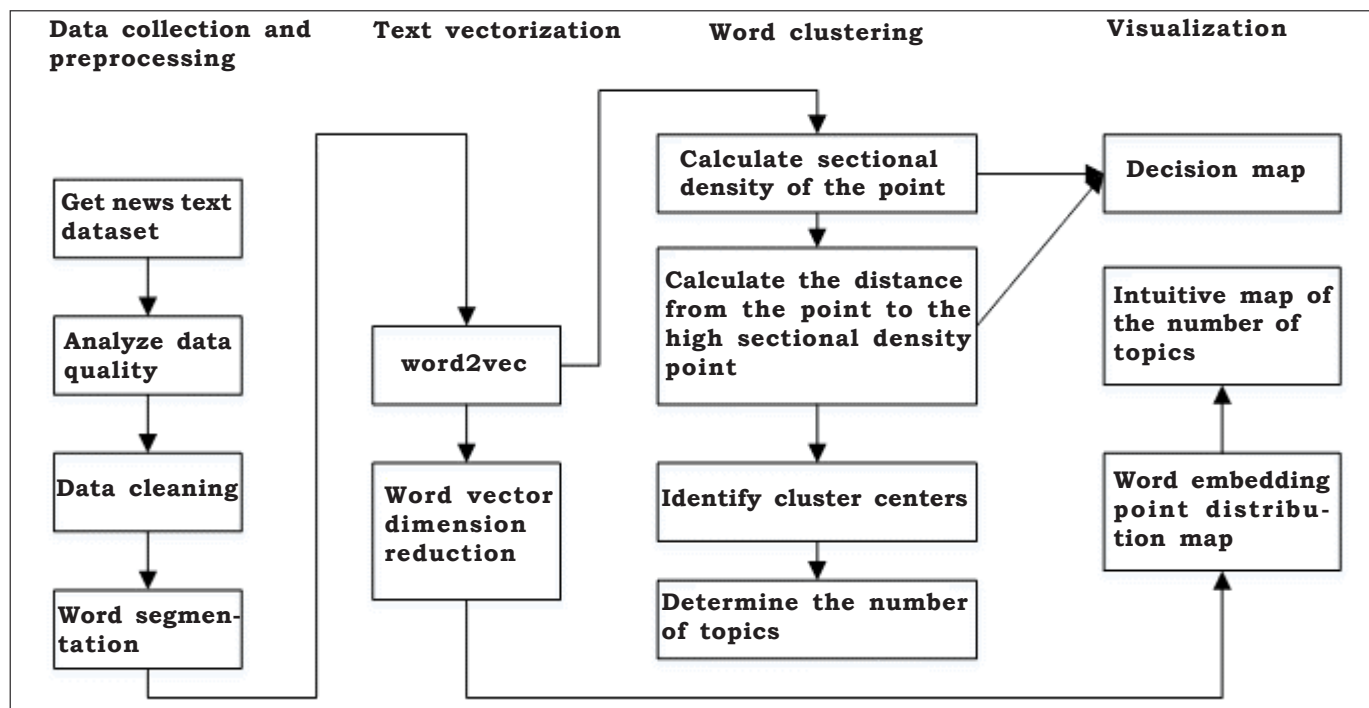 Data collection and
preprocessing
Text vectorization
Word clustering
Visualization
Get news text
dataset
Analyze data
quality
Data cleaning
Word segmen-
tation
word2vec
Word vector
dimension
reduction
Calculate sectional
density of the point
Calculate the distance
from the point to the
high sectional density
point
Identify cluster centers
Determine the number
of topics
Decision map
Intuitive map of
the number of
topics
Word embedding
point distribu-
tion map